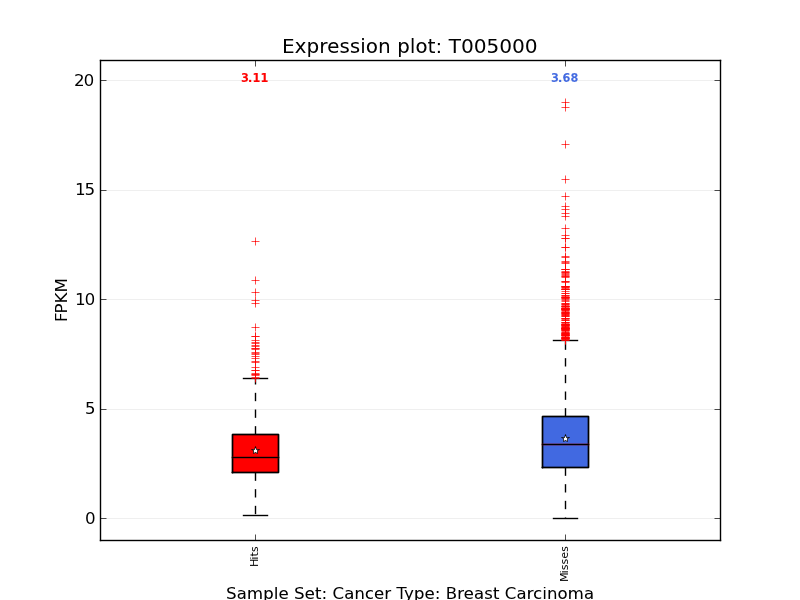 Expression plot: T005000
3.11
3.68
20
15
10
5
0
FPKM
Hits
Misses
Sample Set: Cancer Type: Breast Carcinoma